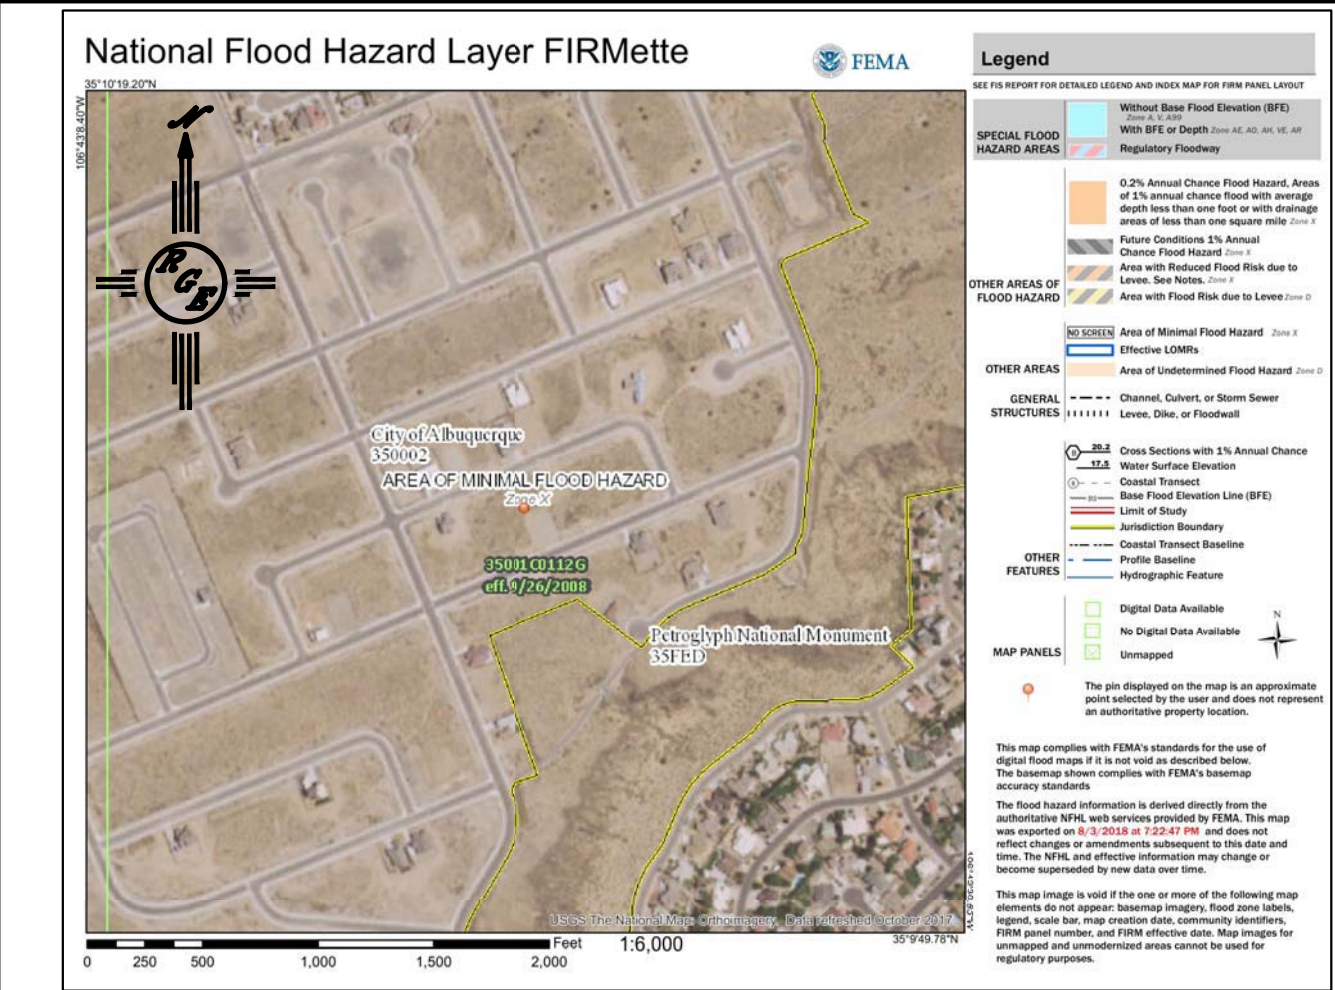 National Flood Hazard Layer FIRMette
FEMA
35°10'19.20"N
106°43'8.40"W
N
RGE
City of Albuquerque
350002
AREA OF MINIMAL FLOOD HAZARD
Zone X
35001C0112G
eff. 9/26/2008
Petroglyph National Monument
35FED
USGS The National Map: Orthoimagery. Data refreshed October 2017
35°9'49.78"N
0 250 500 1,000 1,500 2,000
Feet
1:6,000
Legend
SEE FIS REPORT FOR DETAILED LEGEND AND INDEX MAP FOR FIRM PANEL LAYOUT
SPECIAL FLOOD
HAZARD AREAS
Without Base Flood Elevation (BFE)
Zone A, V, A99
With BFE or Depth Zone AE, AO, AH, VE, AR
Regulatory Floodway
OTHER AREAS OF
FLOOD HAZARD
0.2% Annual Chance Flood Hazard, Areas
of 1% annual chance flood with average
depth less than one foot or with drainage
areas of less than one square mile Zone X
Future Conditions 1% Annual
Chance Flood Hazard Zone X
Area with Reduced Flood Risk due to
Levee. See Notes. Zone X
Area with Flood Risk due to Levee Zone D
OTHER AREAS
NO SCREEN Area of Minimal Flood Hazard Zone X
Effective LOMRs
Area of Undetermined Flood Hazard Zone D
GENERAL
STRUCTURES
Channel, Culvert, or Storm Sewer
Levee, Dike, or Floodwall
OTHER
FEATURES
B 20.2 Cross Sections with 1% Annual Chance
17.5 Water Surface Elevation
8 Coastal Transect
513 Base Flood Elevation Line (BFE)
Limit of Study
Jurisdiction Boundary
Coastal Transect Baseline
Profile Baseline
Hydrographic Feature
MAP PANELS
Digital Data Available
No Digital Data Available
Unmapped
N
The pin displayed on the map is an approximate
point selected by the user and does not represent
an authoritative property location.
This map complies with FEMA's standards for the use of
digital flood maps if it is not void as described below.
The basemap shown complies with FEMA's basemap
accuracy standards
The flood hazard information is derived directly from the
authoritative NFHL web services provided by FEMA. This map
was exported on 8/3/2018 at 7:22:47 PM and does not
reflect changes or amendments subsequent to this date and
time. The NFHL and effective information may change or
become superseded by new data over time.
This map image is void if the one or more of the following map
elements do not appear: basemap imagery, flood zone labels,
legend, scale bar, map creation date, community identifiers,
FIRM panel number, and FIRM effective date. Map images for
unmapped and unmodernized areas cannot be used for
regulatory purposes.